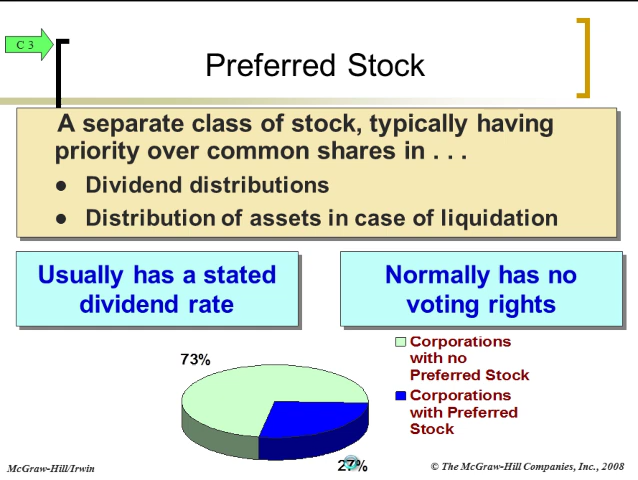 C 3
Preferred Stock
A separate class of stock, typically having
priority over common shares in . . .
● Dividend distributions
● Distribution of assets in case of liquidation
Usually has a stated
dividend rate
Normally has no
voting rights
Corporations
with no
Preferred Stock
Corporations
with Preferred
Stock
73%
27%
McGraw-Hill/Irwin
© The McGraw-Hill Companies, Inc., 2008